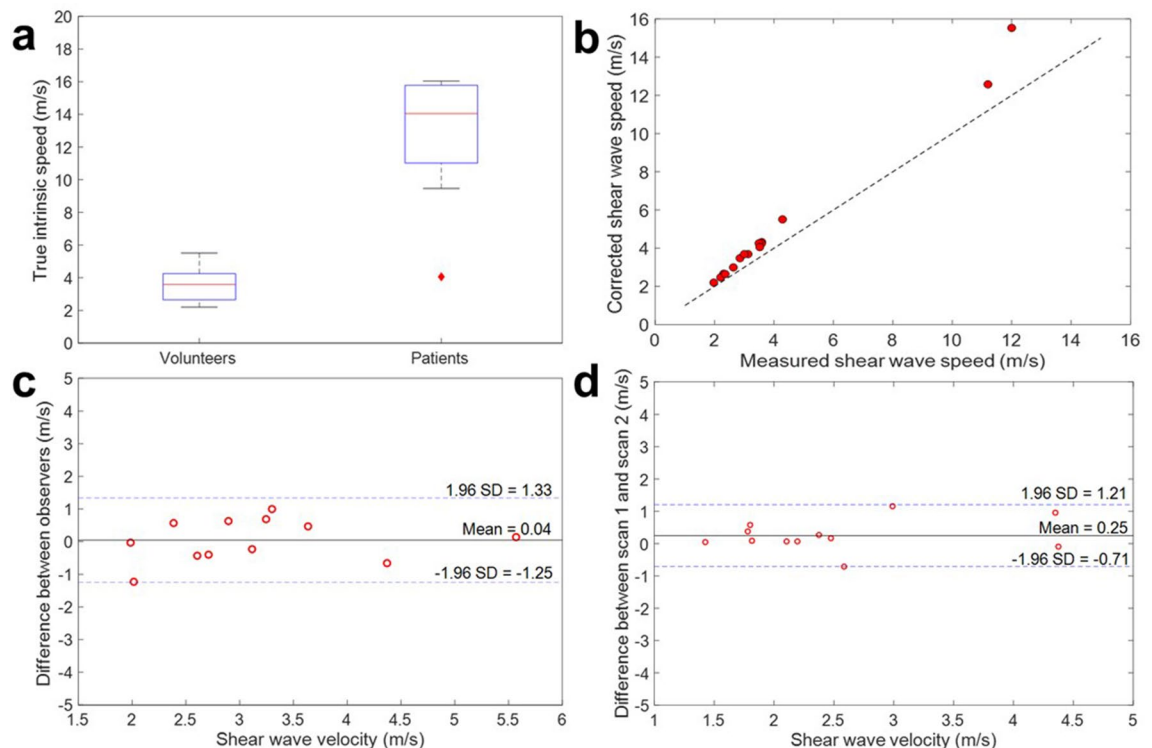 a
20
18
16
14
12
10
8
6
4
2
0
True intrinsic speed (m/s)
Volunteers Patients
b
16
14
12
10
8
6
4
2
0
Corrected shear wave speed (m/s)
0 2 4 6 8 10 12 14 16
Measured shear wave speed (m/s)
c
5
4
3
2
1
0
-1
-2
-3
-4
-5
Difference between observers (m/s)
1.96 SD = 1.33
Mean = 0.04
-1.96 SD = -1.25
1.5 2 2.5 3 3.5 4 4.5 5 5.5 6
Shear wave velocity (m/s)
d
5
4
3
2
1
0
-1
-2
-3
-4
-5
Difference between scan 1 and scan 2 (m/s)
1.96 SD = 1.21
Mean = 0.25
-1.96 SD = -0.71
1 1.5 2 2.5 3 3.5 4 4.5 5
Shear wave velocity (m/s)